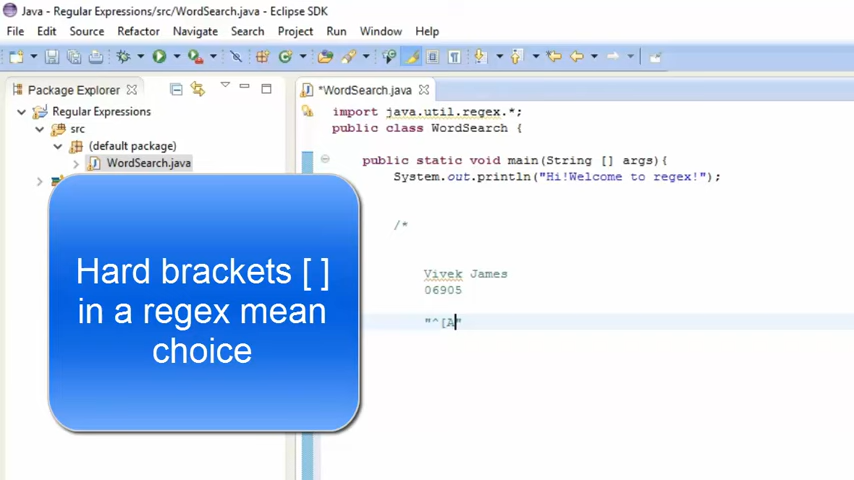 Java - Regular Expressions/src/WordSearch.java - Eclipse SDK
File Edit Source Refactor Navigate Search Project Run Window Help
Package Explorer
*WordSearch.java
Regular Expressions
src
(default package)
WordSearch.java
import java.util.regex.*;
public class WordSearch {
public static void main(String [] args){
System.out.println("Hi!Welcome to regex!");
/*
Vivek James
06905
"^[A"
Hard brackets [ ]
in a regex mean
choice